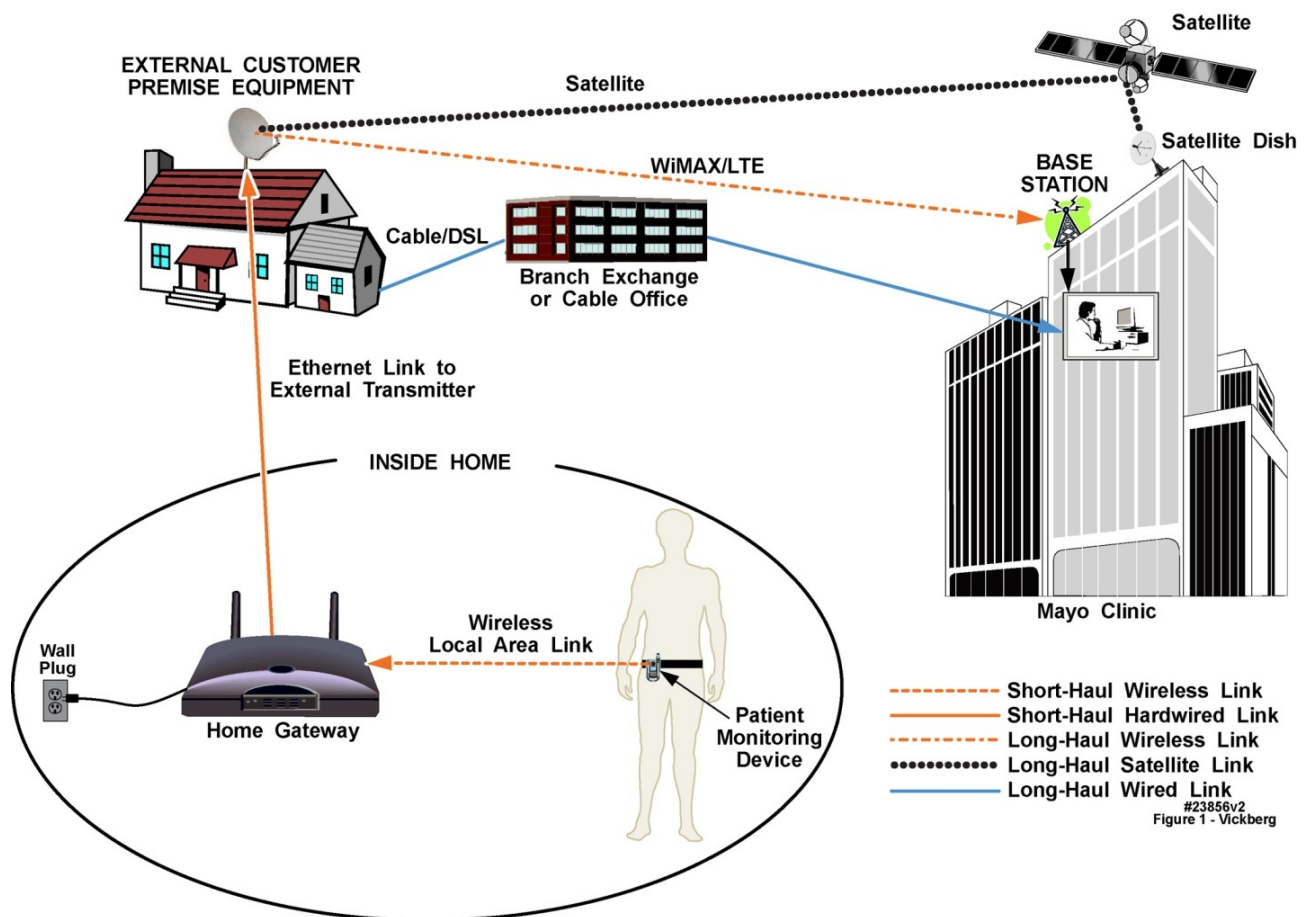 Satellite
EXTERNAL CUSTOMER
PREMISE EQUIPMENT
Satellite
Satellite Dish
BASE
STATION
WiMAX/LTE
Cable/DSL
Branch Exchange
or Cable Office
Ethernet Link to
External Transmitter
INSIDE HOME
Mayo Clinic
Wireless
Local Area Link
Wall
Plug
Home Gateway
Patient
Monitoring
Device
Short-Haul Wireless Link
Short-Haul Hardwired Link
Long-Haul Wireless Link
Long-Haul Satellite Link
Long-Haul Wired Link
#23856v2
Figure 1 - Vickberg